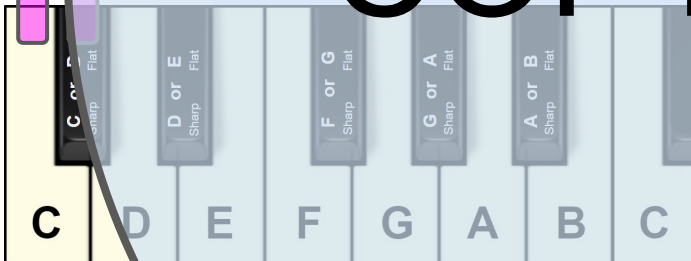 C or D
Sharp Flat
D or E
Sharp Flat
F or G
Sharp Flat
G or A
Sharp Flat
A or B
Sharp Flat
C D E F G A B C